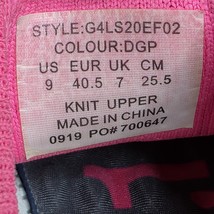 STYLE:G4LS20EF02
COLOUR:DGP
US EUR UK CM
9 40.5 7 25.5
KNIT UPPER
MADE IN CHINA
0919 PO# 700647